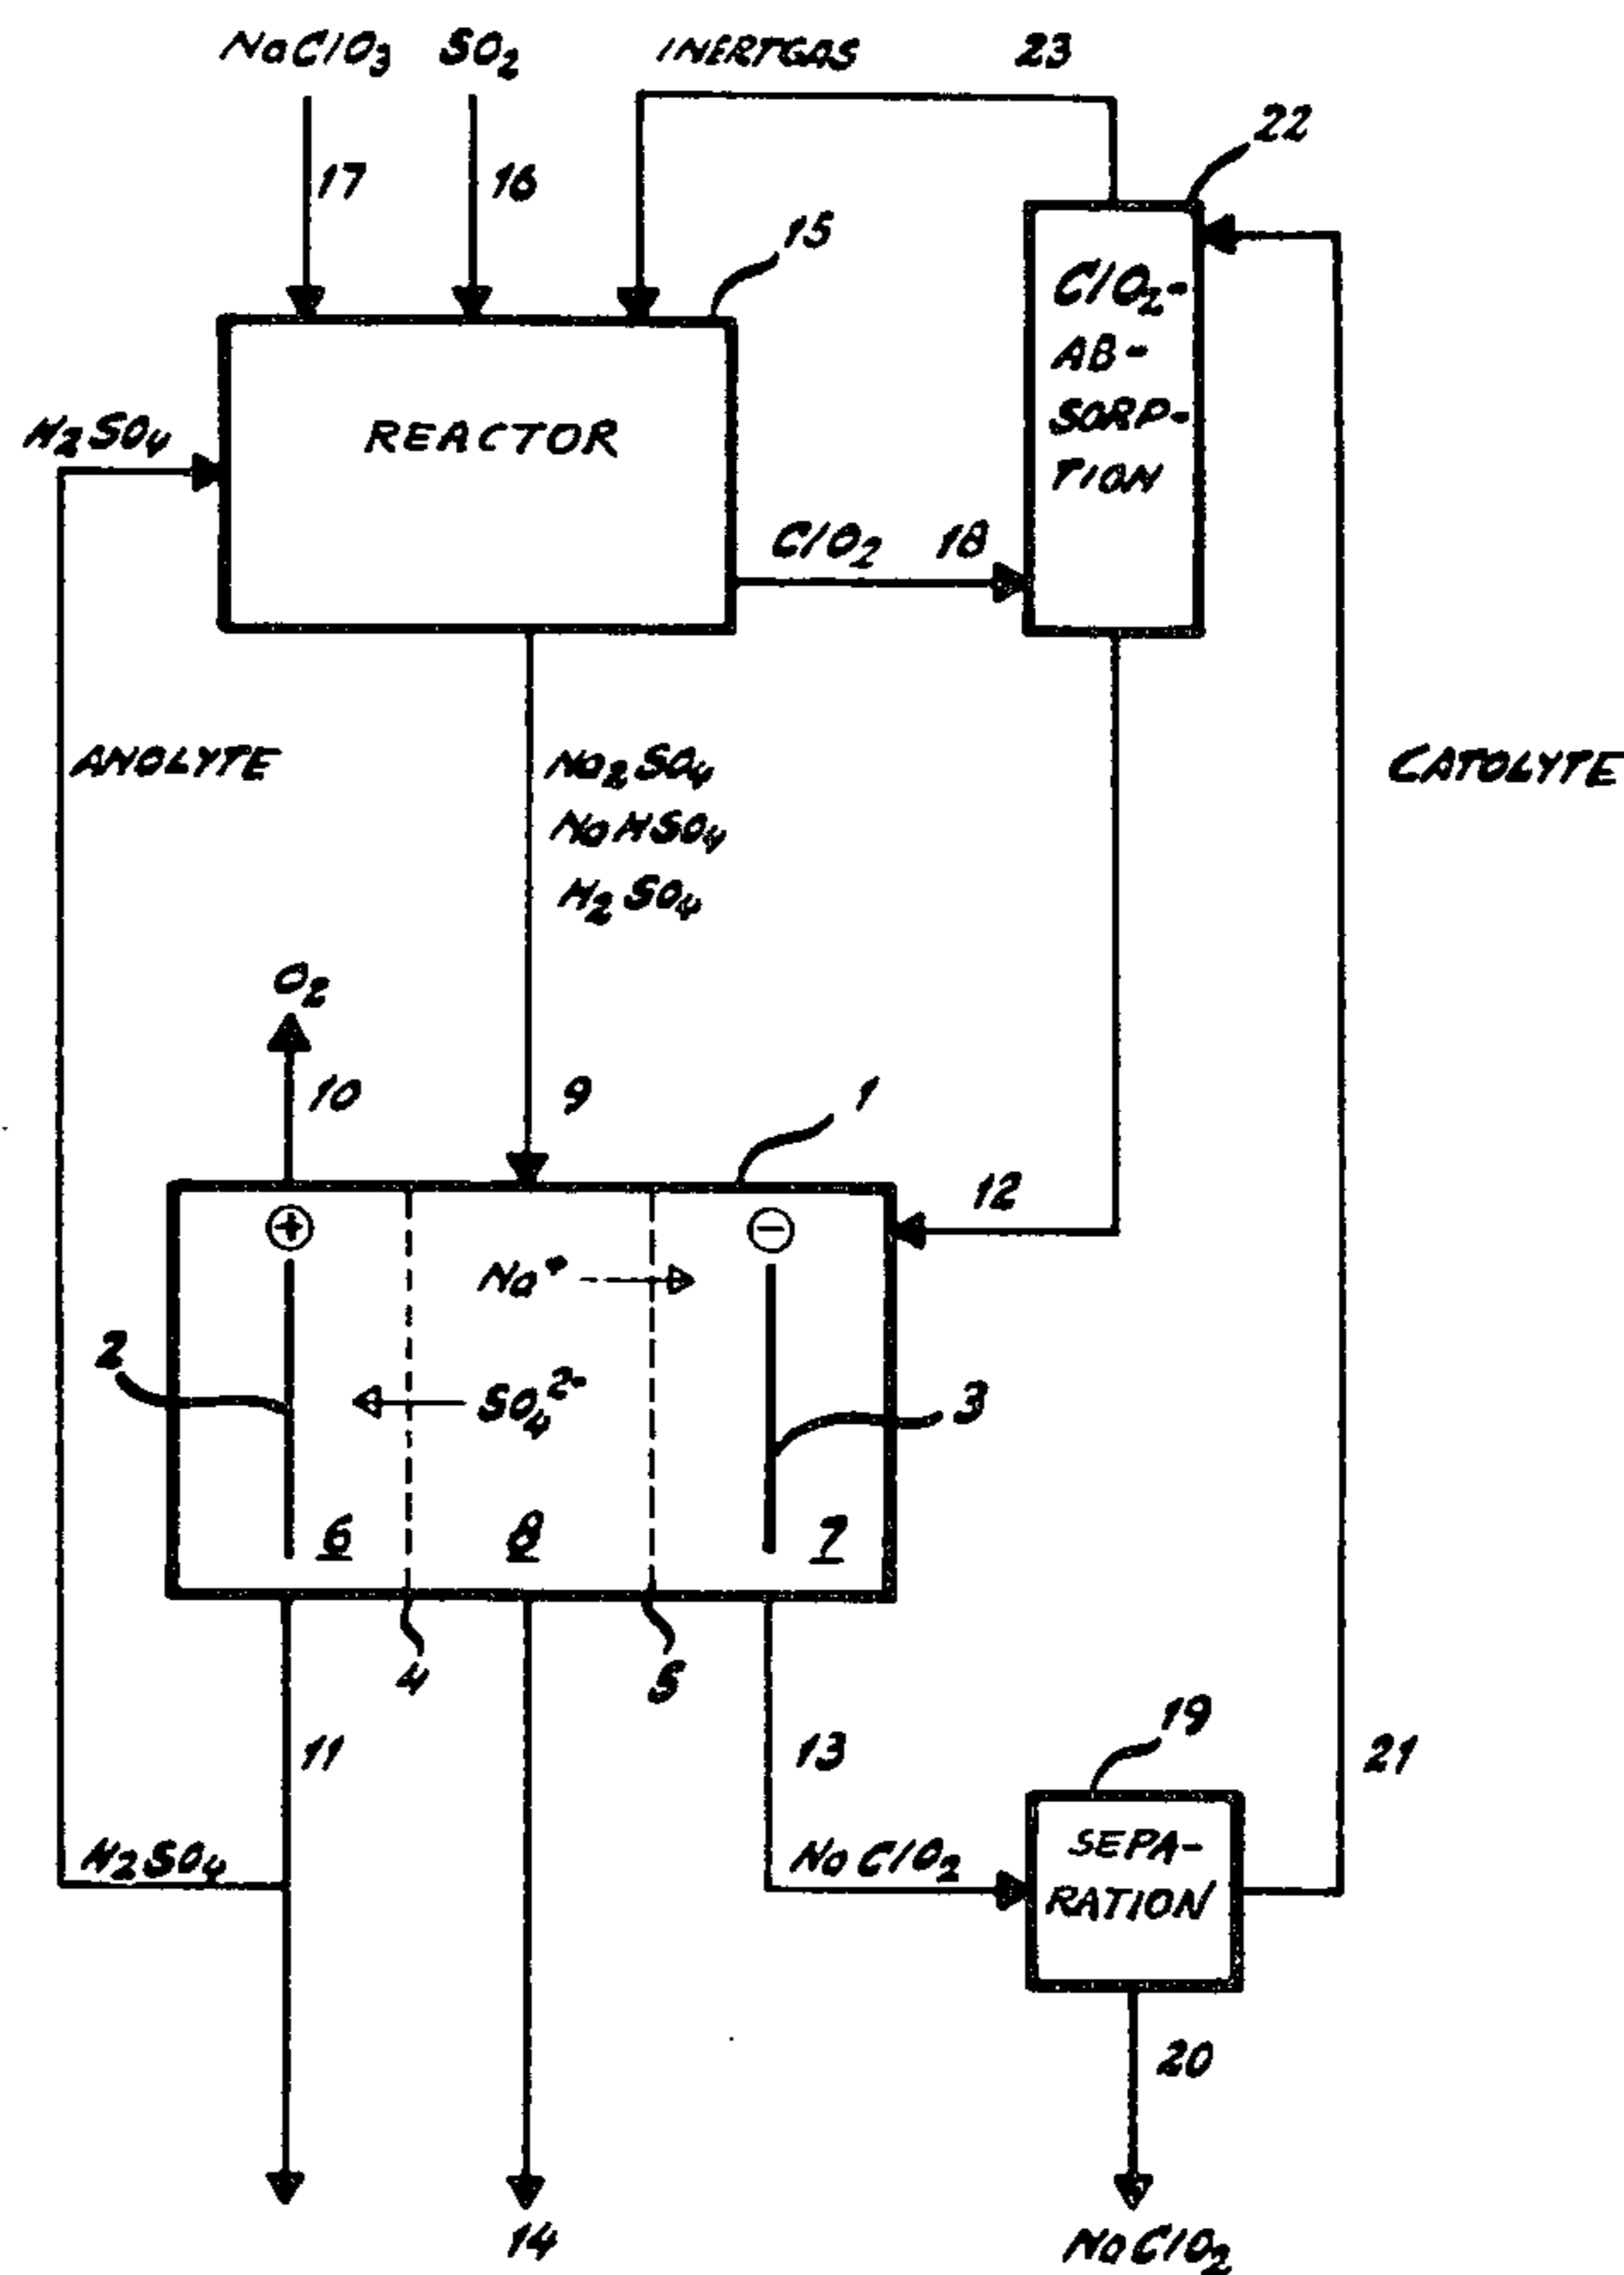 NaClO₃ SO₂ INERTGAS 23
22
17 16
15
ClO₂-
AB-
SORP-
TION
H₂SO₄ REACTOR
ClO₂ 18
ANOLYTE
Na₂SO₄
NaHSO₄
H₂SO₄
CATOLYTE
O₂
10 9 1
12
+ −
Na⁺
2 SO₄²⁻ 3
6 8 7
4 5
11 13 19 21
H₂SO₄ NaClO₂
SEPA-
RATION
20
14 NaClO₂